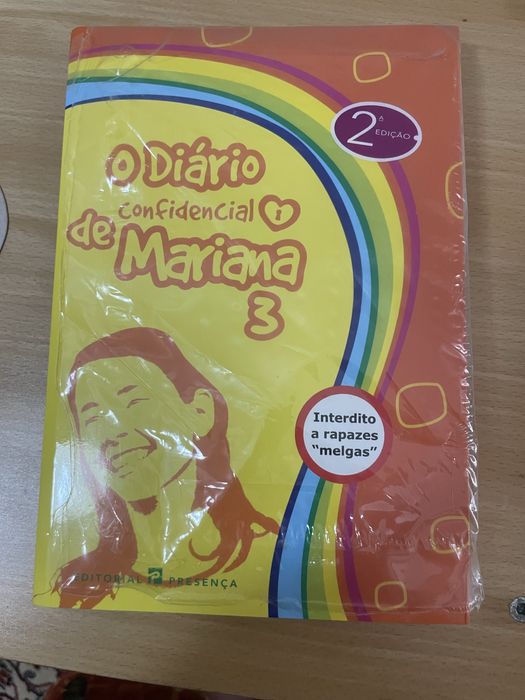 2ª
EDIÇÃO
O Diário
confidencial
de Mariana
3
Interdito
a rapazes
"melgas"
EDITORIAL PRESENÇA